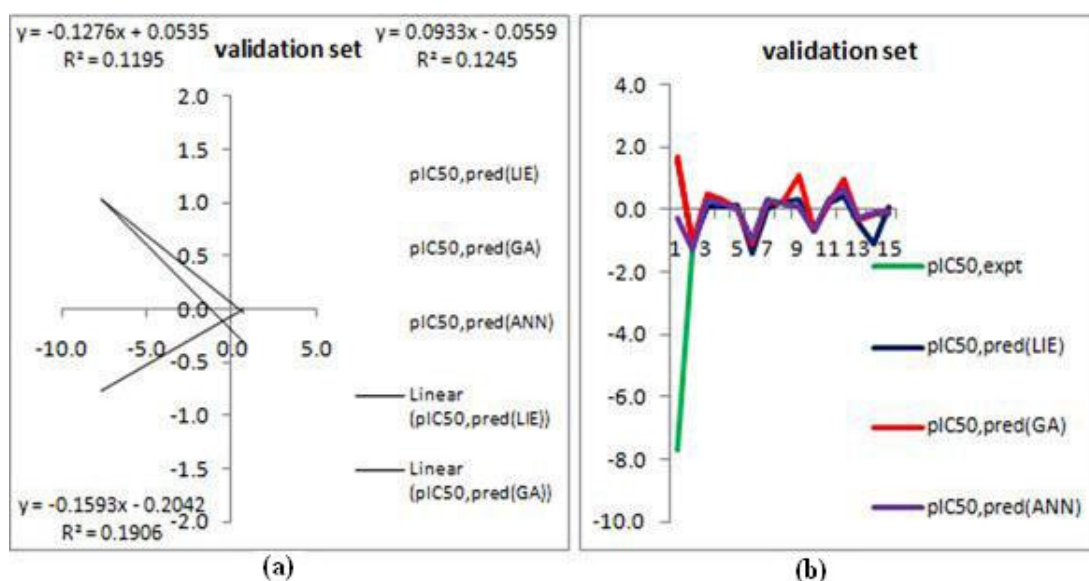 y = -0.1276x + 0.0535
R² = 0.1195
validation set
y = 0.0933x - 0.0559
R² = 0.1245
2.0
1.5
1.0
0.5
0.0
-0.5
-1.0
-1.5
-2.0
-10.0 -5.0 0.0 5.0
pIC50,pred(LIE)
pIC50,pred(GA)
pIC50,pred(ANN)
Linear
(pIC50,pred(LIE))
Linear
(pIC50,pred(GA))
y = -0.1593x - 0.2042
R² = 0.1906
(a)
validation set
4.0
2.0
0.0
-2.0
-4.0
-6.0
-8.0
-10.0
1 3 5 7 9 11 13 15
pIC50,expt
pIC50,pred(LIE)
pIC50,pred(GA)
pIC50,pred(ANN)
(b)